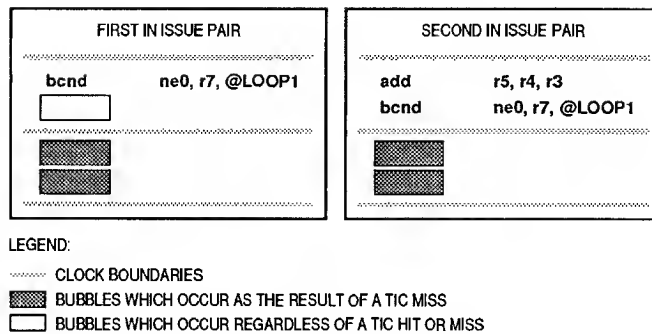 FIRST IN ISSUE PAIR
bcnd ne0, r7, @LOOP1
SECOND IN ISSUE PAIR
add r5, r4, r3
bcnd ne0, r7, @LOOP1
LEGEND:
CLOCK BOUNDARIES
BUBBLES WHICH OCCUR AS THE RESULT OF A TIC MISS
BUBBLES WHICH OCCUR REGARDLESS OF A TIC HIT OR MISS